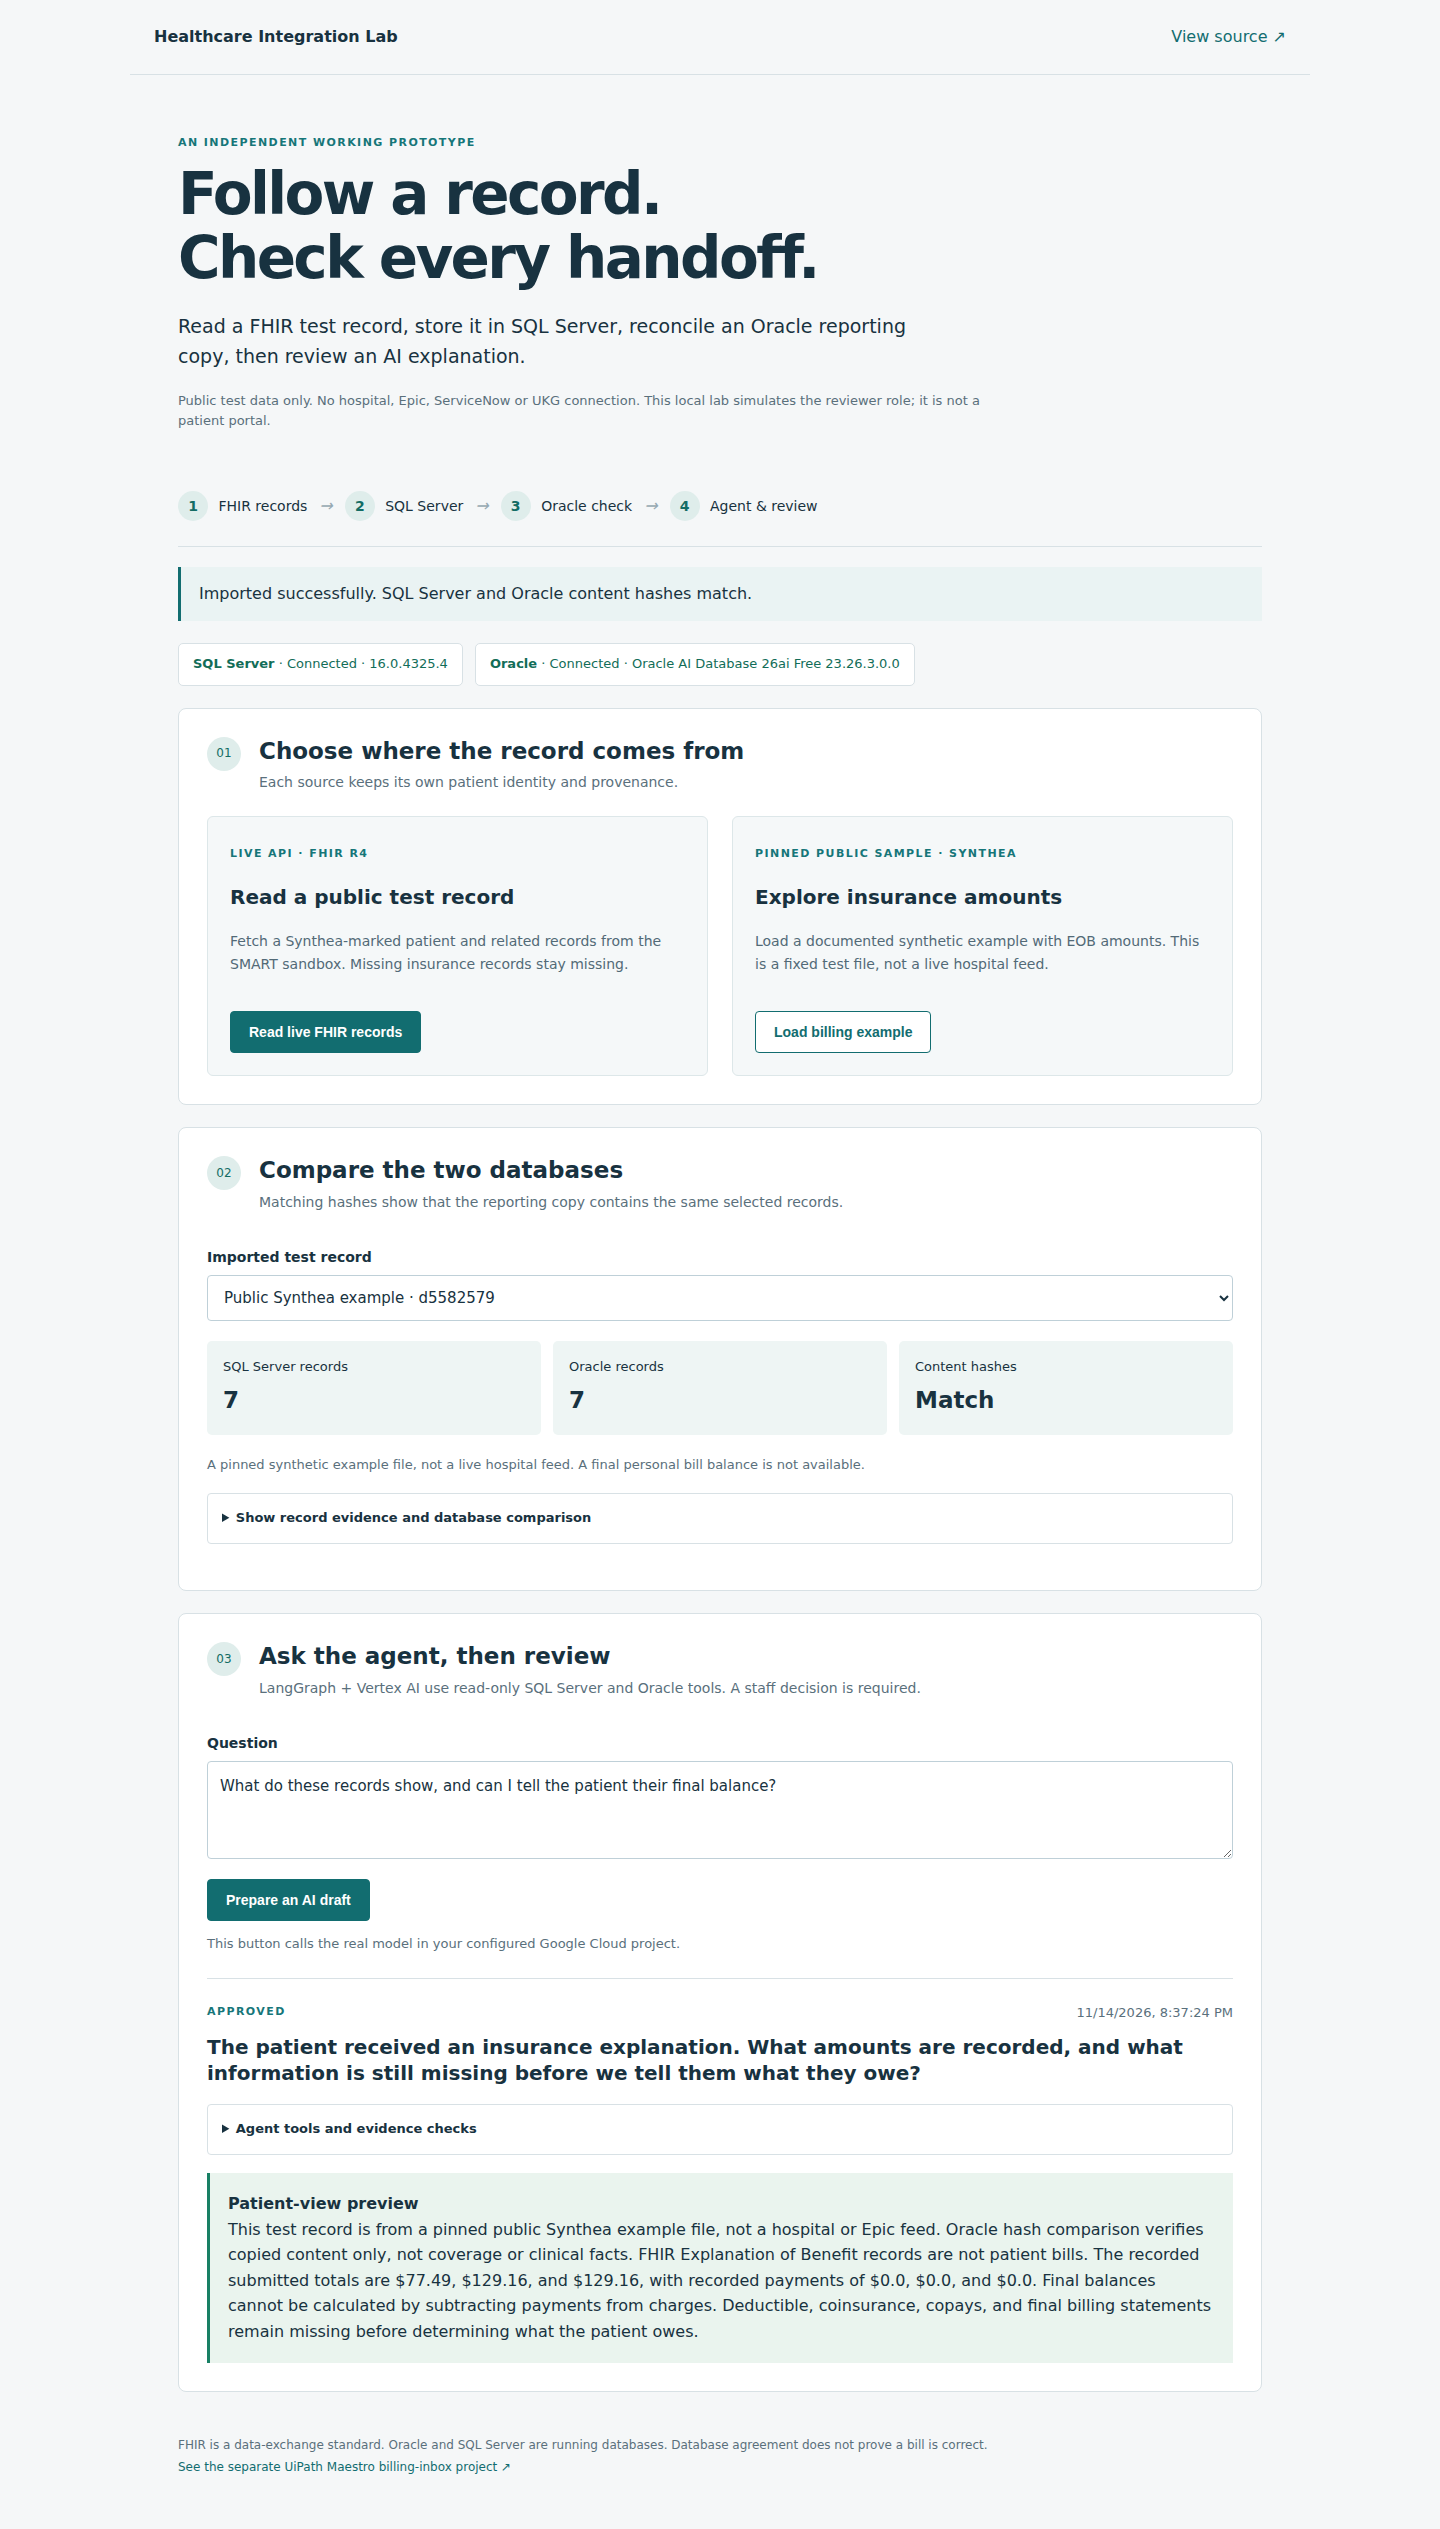 Healthcare Integration Lab
View source ↗
AN INDEPENDENT WORKING PROTOTYPE
Follow a record.
Check every handoff.
Read a FHIR test record, store it in SQL Server, reconcile an Oracle reporting
copy, then review an AI explanation.
Public test data only. No hospital, Epic, ServiceNow or UKG connection. This local lab simulates the reviewer role; it is not a
patient portal.
1 FHIR records → 2 SQL Server → 3 Oracle check → 4 Agent & review
Imported successfully. SQL Server and Oracle content hashes match.
SQL Server · Connected · 16.0.4325.4
Oracle · Connected · Oracle AI Database 26ai Free 23.26.3.0.0
01 Choose where the record comes from
Each source keeps its own patient identity and provenance.
LIVE API · FHIR R4
Read a public test record
Fetch a Synthea-marked patient and related records from the
SMART sandbox. Missing insurance records stay missing.
Read live FHIR records
PINNED PUBLIC SAMPLE · SYNTHEA
Explore insurance amounts
Load a documented synthetic example with EOB amounts. This
is a fixed test file, not a live hospital feed.
Load billing example
02 Compare the two databases
Matching hashes show that the reporting copy contains the same selected records.
Imported test record
Public Synthea example · d5582579
SQL Server records
7
Oracle records
7
Content hashes
Match
A pinned synthetic example file, not a live hospital feed. A final personal bill balance is not available.
▶ Show record evidence and database comparison
03 Ask the agent, then review
LangGraph + Vertex AI use read-only SQL Server and Oracle tools. A staff decision is required.
Question
What do these records show, and can I tell the patient their final balance?
Prepare an AI draft
This button calls the real model in your configured Google Cloud project.
APPROVED
11/14/2026, 8:37:24 PM
The patient received an insurance explanation. What amounts are recorded, and what
information is still missing before we tell them what they owe?
▶ Agent tools and evidence checks
Patient-view preview
This test record is from a pinned public Synthea example file, not a hospital or Epic feed. Oracle hash comparison verifies
copied content only, not coverage or clinical facts. FHIR Explanation of Benefit records are not patient bills. The recorded
submitted totals are $77.49, $129.16, and $129.16, with recorded payments of $0.0, $0.0, and $0.0. Final balances
cannot be calculated by subtracting payments from charges. Deductible, coinsurance, copays, and final billing statements
remain missing before determining what the patient owes.
FHIR is a data-exchange standard. Oracle and SQL Server are running databases. Database agreement does not prove a bill is correct.
See the separate UiPath Maestro billing-inbox project ↗